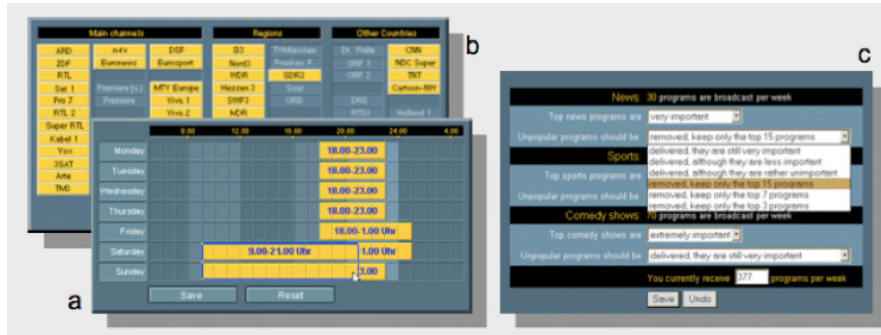 b
Main channels Regions Other Countries
ARD n-tv DSF B3 TYMünchen Dt. Welle CNN
ZDF Euronews Eurosport Nord3 Franken F. ORF 1 NBC Super
RTL WDR SDR3 ORF 2 TNT
Sat 1 Premiere (v.) MTV Europe Hessen 3 Saar Cartoon-NW
Pro 7 Premiere Viva 1 SWF3 ORD DRS
RTL 2 Viva 2 NDR RTSI Holland 1
Super RTL
Kabel 1
Vox
3SAT
Arte
TM3
a
8.00 12.00 16.00 20.00 24.00 4.00
Monday 18.00-23.00
Tuesday 18.00-23.00
Wednesday 18.00-23.00
Thursday 18.00-23.00
Friday 18.00-1.00 Uhr
Saturday 9.00-21.00 Uhr 1.00 Uhr
Sunday 3.00
Save Reset
c
News: 30 programs are broadcast per week
Top news programs are very important
Unpopular programs should be removed, keep only the top 15 programs
delivered, they are still very important
delivered, although they are less important
delivered, although they are rather unimportant
removed, keep only the top 15 programs
removed, keep only the top 7 programs
removed, keep only the top 3 programs
Sports:
Top sports programs are
Unpopular programs should be
Comedy shows: 70 programs are broadcast per week
Top comedy shows are extremely important
Unpopular programs should be delivered, they are still very important
You currently receive 377 programs per week
Save Undo